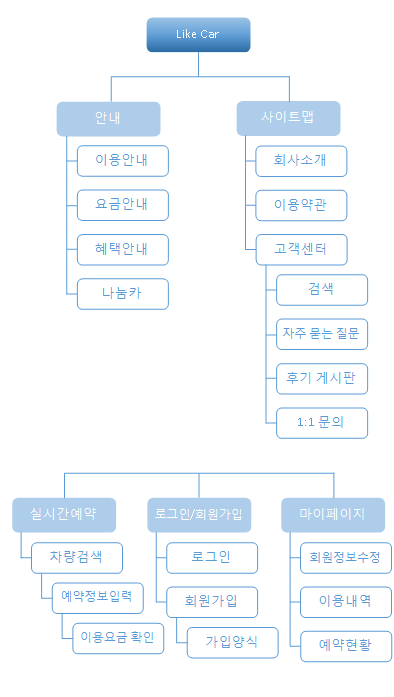 Like Car
안내
이용안내
요금안내
혜택안내
나눔카
사이트맵
회사소개
이용약관
고객센터
검색
자주 묻는 질문
후기 게시판
1:1 문의
실시간예약
차량검색
예약정보입력
이용요금 확인
로그인/회원가입
로그인
회원가입
가입양식
마이페이지
회원정보수정
이용내역
예약현황